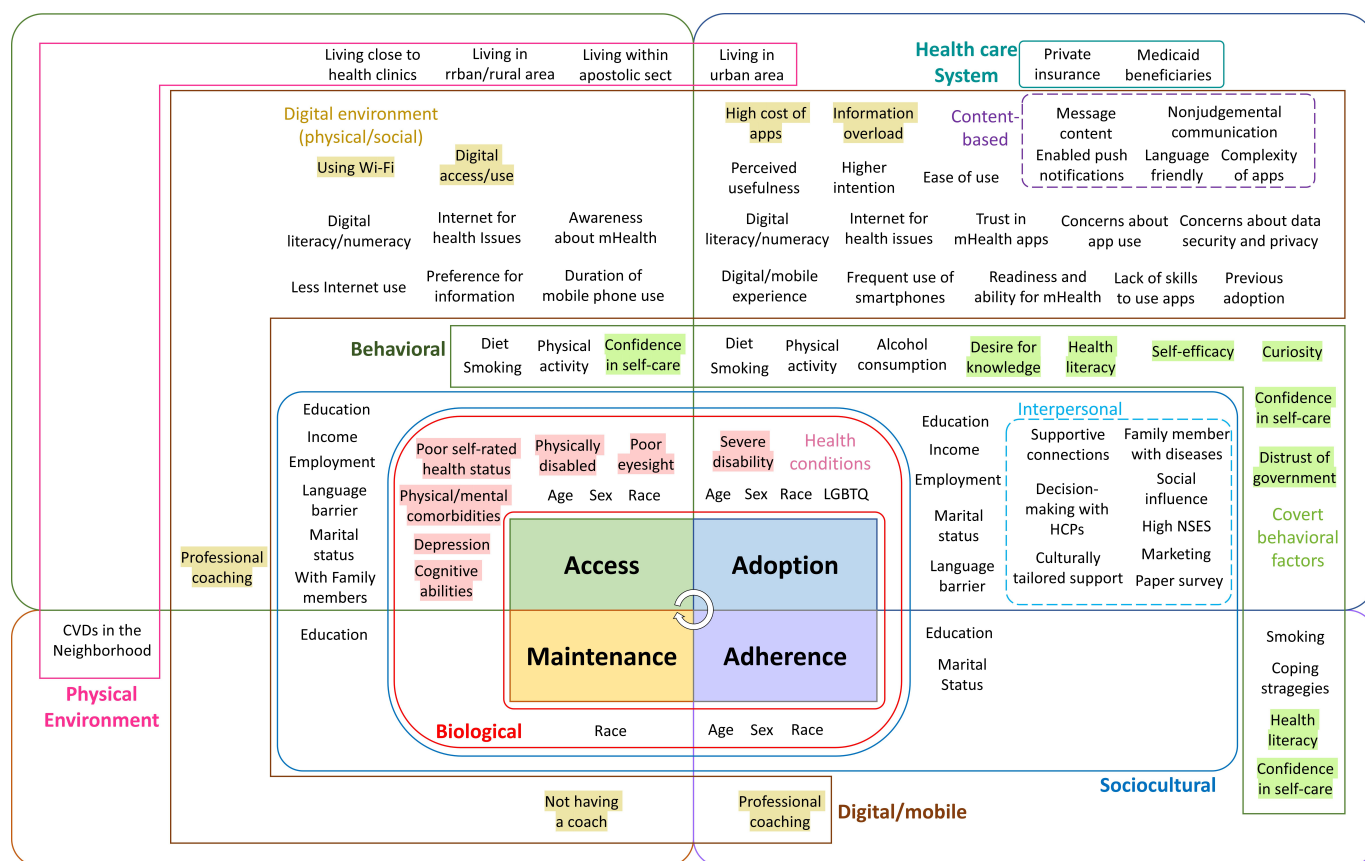 Living close to
health clinics
Living in
rrban/rural area
Living within
apostolic sect
Living in
urban area
Health care
System
Private
insurance
Medicaid
beneficiaries
Digital environment
(physical/social)
Using Wi-Fi
Digital
access/use
High cost of
apps
Information
overload
Content-
based
Message
content
Nonjudgemental
communication
Enabled push
notifications
Language
friendly
Complexity
of apps
Perceived
usefulness
Higher
intention
Ease of use
Digital
literacy/numeracy
Internet for
health Issues
Awareness
about mHealth
Digital
literacy/numeracy
Internet for
health issues
Trust in
mHealth apps
Concerns about
app use
Concerns about data
security and privacy
Less Internet use
Preference for
information
Duration of
mobile phone use
Digital/mobile
experience
Frequent use of
smartphones
Readiness and
ability for mHealth
Lack of skills
to use apps
Previous
adoption
Behavioral
Diet
Smoking
Physical
activity
Confidence
in self-care
Diet
Smoking
Physical
activity
Alcohol
consumption
Desire for
knowledge
Health
literacy
Self-efficacy
Curiosity
Confidence
in self-care
Distrust of
government
Covert
behavioral
factors
Education
Income
Employment
Language
barrier
Marital
status
With Family
members
Professional
coaching
Poor self-rated
health status
Physically
disabled
Poor
eyesight
Severe
disability
Health
conditions
Physical/mental
comorbidities
Age Sex Race
Age Sex Race LGBTQ
Depression
Cognitive
abilities
Access
Adoption
Maintenance
Adherence
Education
Income
Employment
Marital
status
Language
barrier
Interpersonal
Supportive
connections
Family member
with diseases
Decision-
making with
HCPs
Social
influence
High NSES
Culturally
tailored support
Marketing
Paper survey
CVDs in the
Neighborhood
Physical
Environment
Education
Education
Marital
Status
Smoking
Coping
stragegies
Health
literacy
Confidence
in self-care
Biological
Race
Age Sex Race
Sociocultural
Not having
a coach
Professional
coaching
Digital/mobile